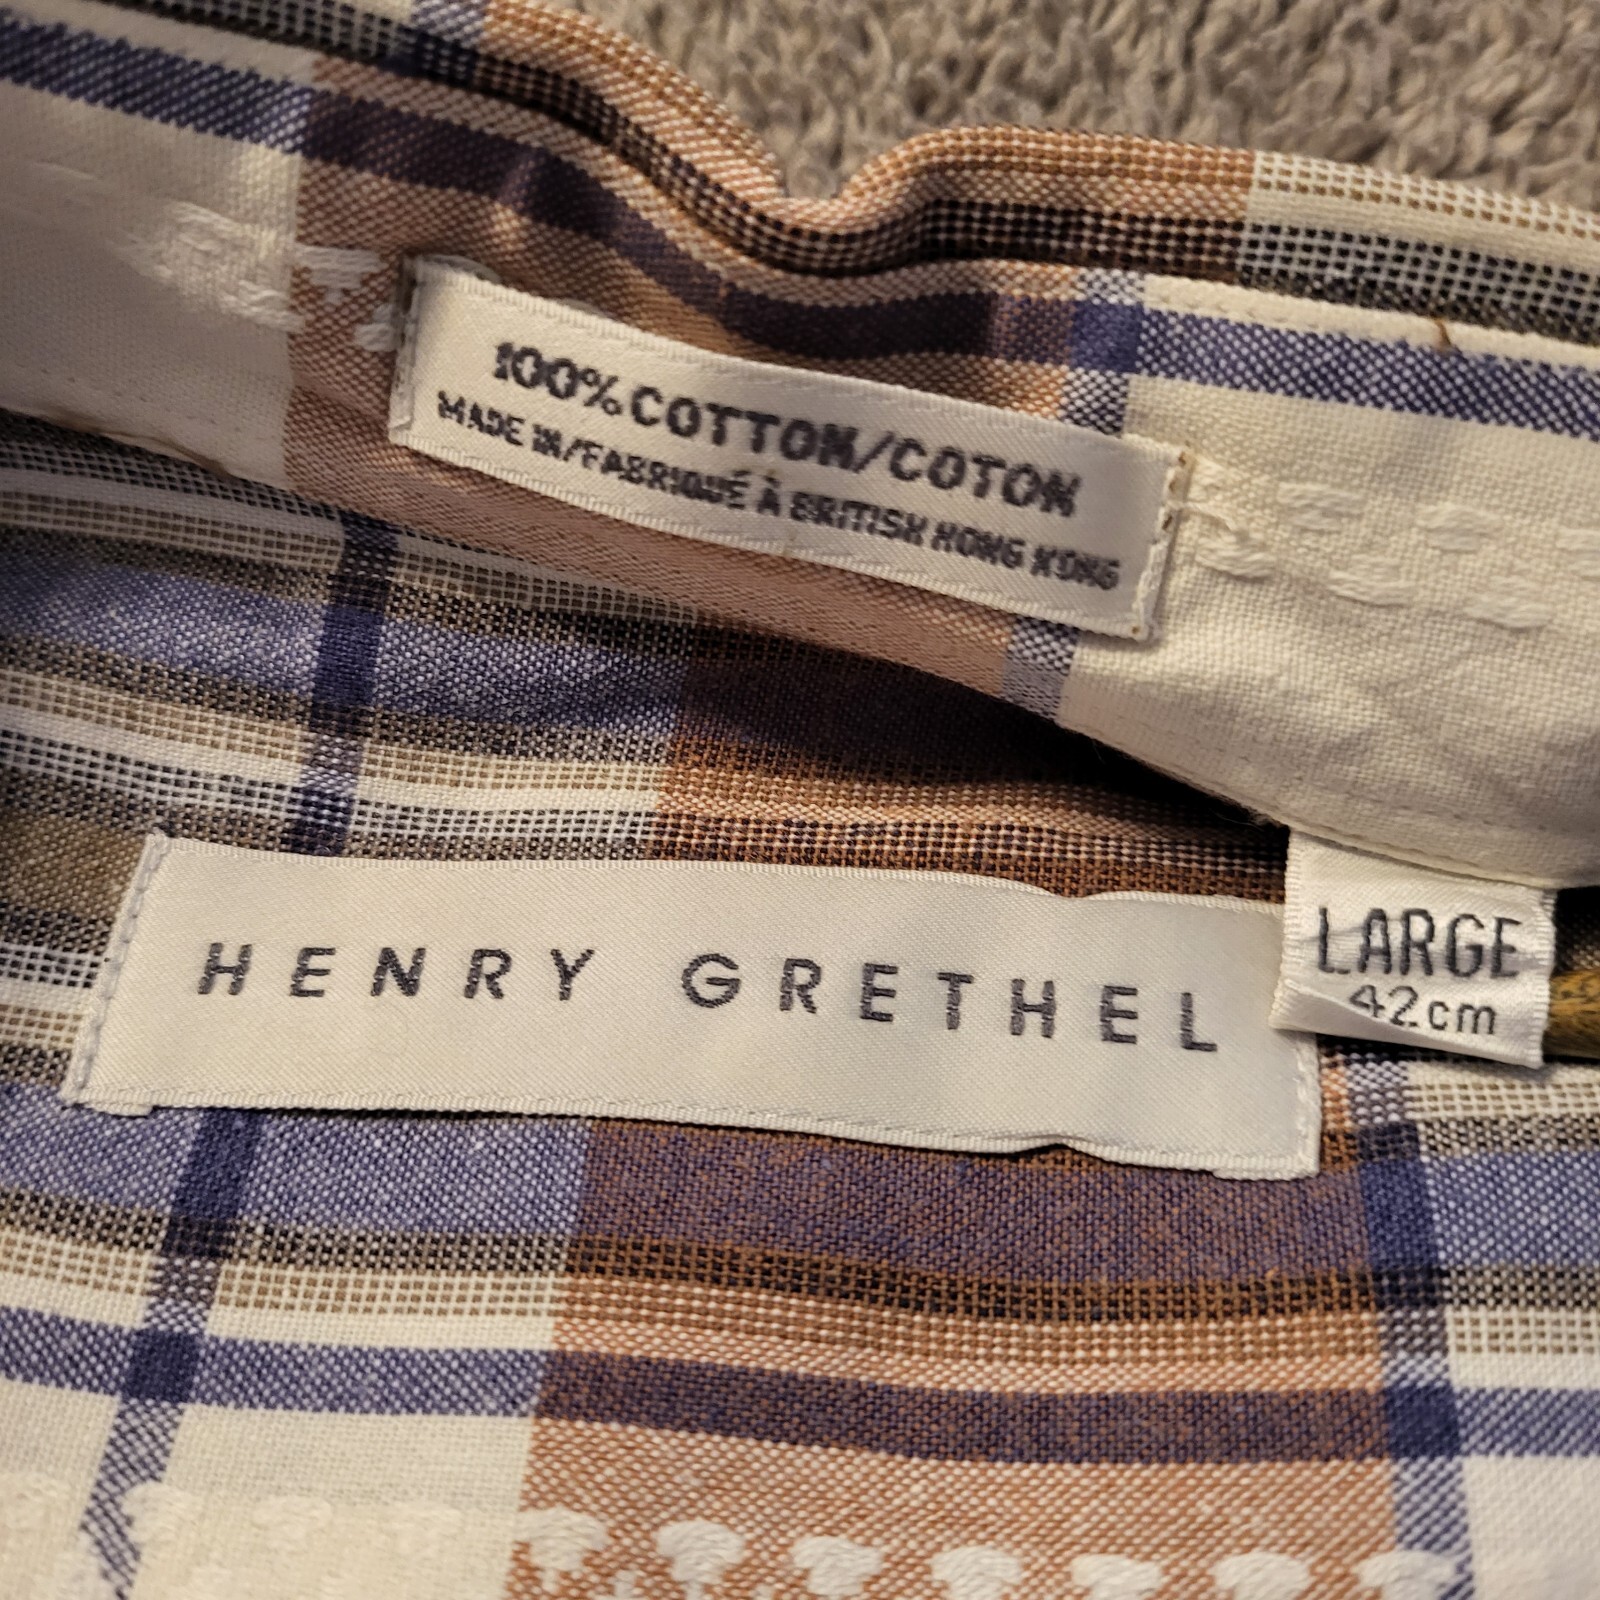 100% COTTON/COTON
MADE IN/FABRIQUÉ À BRITISH HONG KONG
HENRY GRETHEL
LARGE
42cm